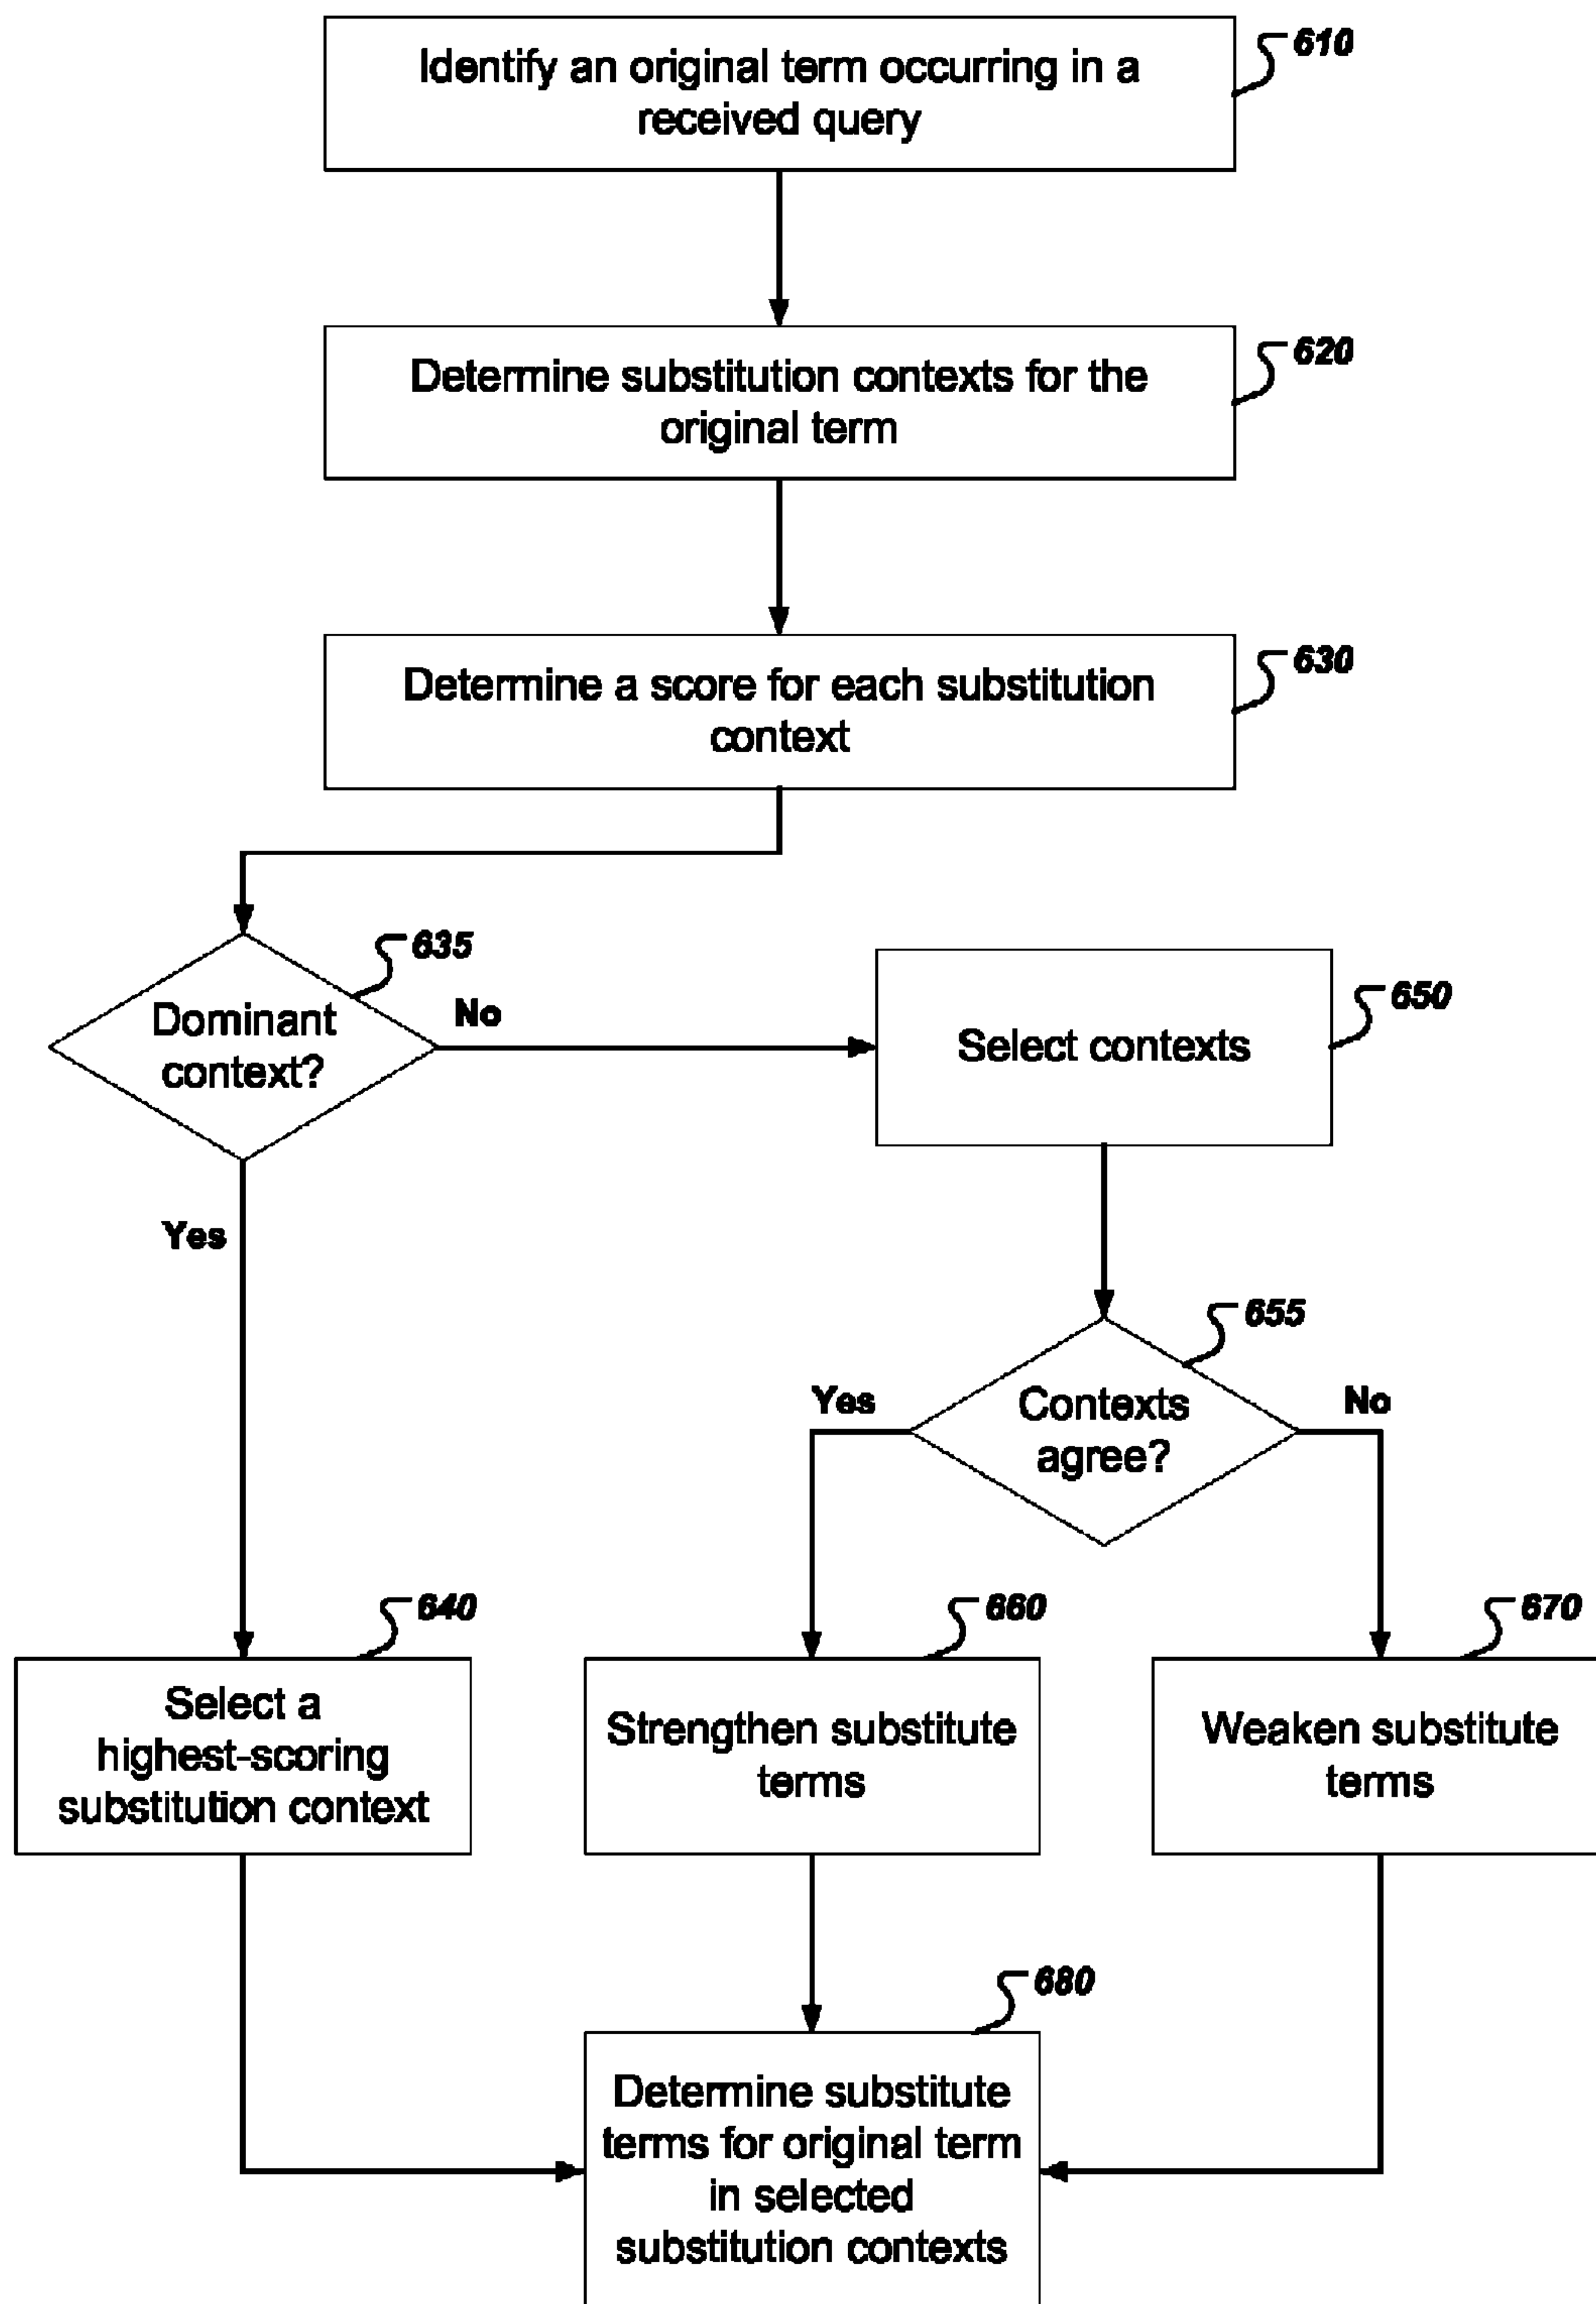 Identify an original term occurring in a
received query
610
Determine substitution contexts for the
original term
620
Determine a score for each substitution
context
630
635
Dominant
context?
No
Select contexts
650
Yes
655
Contexts
agree?
Yes
No
640
Select a
highest-scoring
substitution context
660
Strengthen substitute
terms
670
Weaken substitute
terms
680
Determine substitute
terms for original term
in selected
substitution contexts